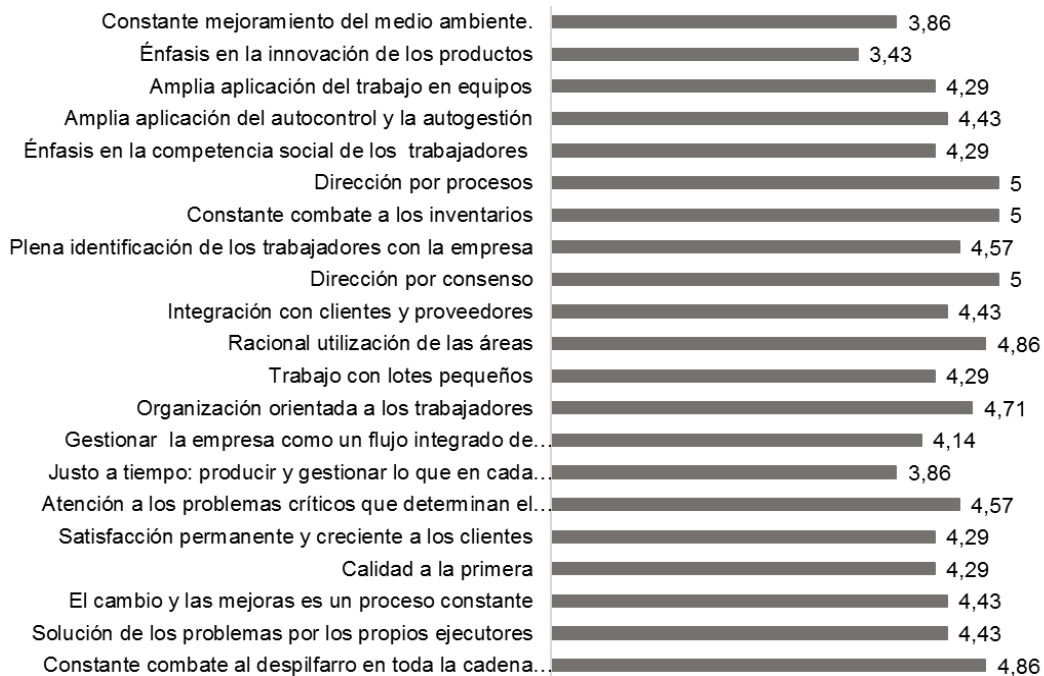 Constante mejoramiento del medio ambiente. 3,86
Énfasis en la innovación de los productos 3,43
Amplia aplicación del trabajo en equipos 4,29
Amplia aplicación del autocontrol y la autogestión 4,43
Énfasis en la competencia social de los trabajadores 4,29
Dirección por procesos 5
Constante combate a los inventarios 5
Plena identificación de los trabajadores con la empresa 4,57
Dirección por consenso 5
Integración con clientes y proveedores 4,43
Racional utilización de las áreas 4,86
Trabajo con lotes pequeños 4,29
Organización orientada a los trabajadores 4,71
Gestionar la empresa como un flujo integrado de... 4,14
Justo a tiempo: producir y gestionar lo que en cada... 3,86
Atención a los problemas críticos que determinan el... 4,57
Satisfacción permanente y creciente a los clientes 4,29
Calidad a la primera 4,29
El cambio y las mejoras es un proceso constante 4,43
Solución de los problemas por los propios ejecutores 4,43
Constante combate al despilfarro en toda la cadena... 4,86